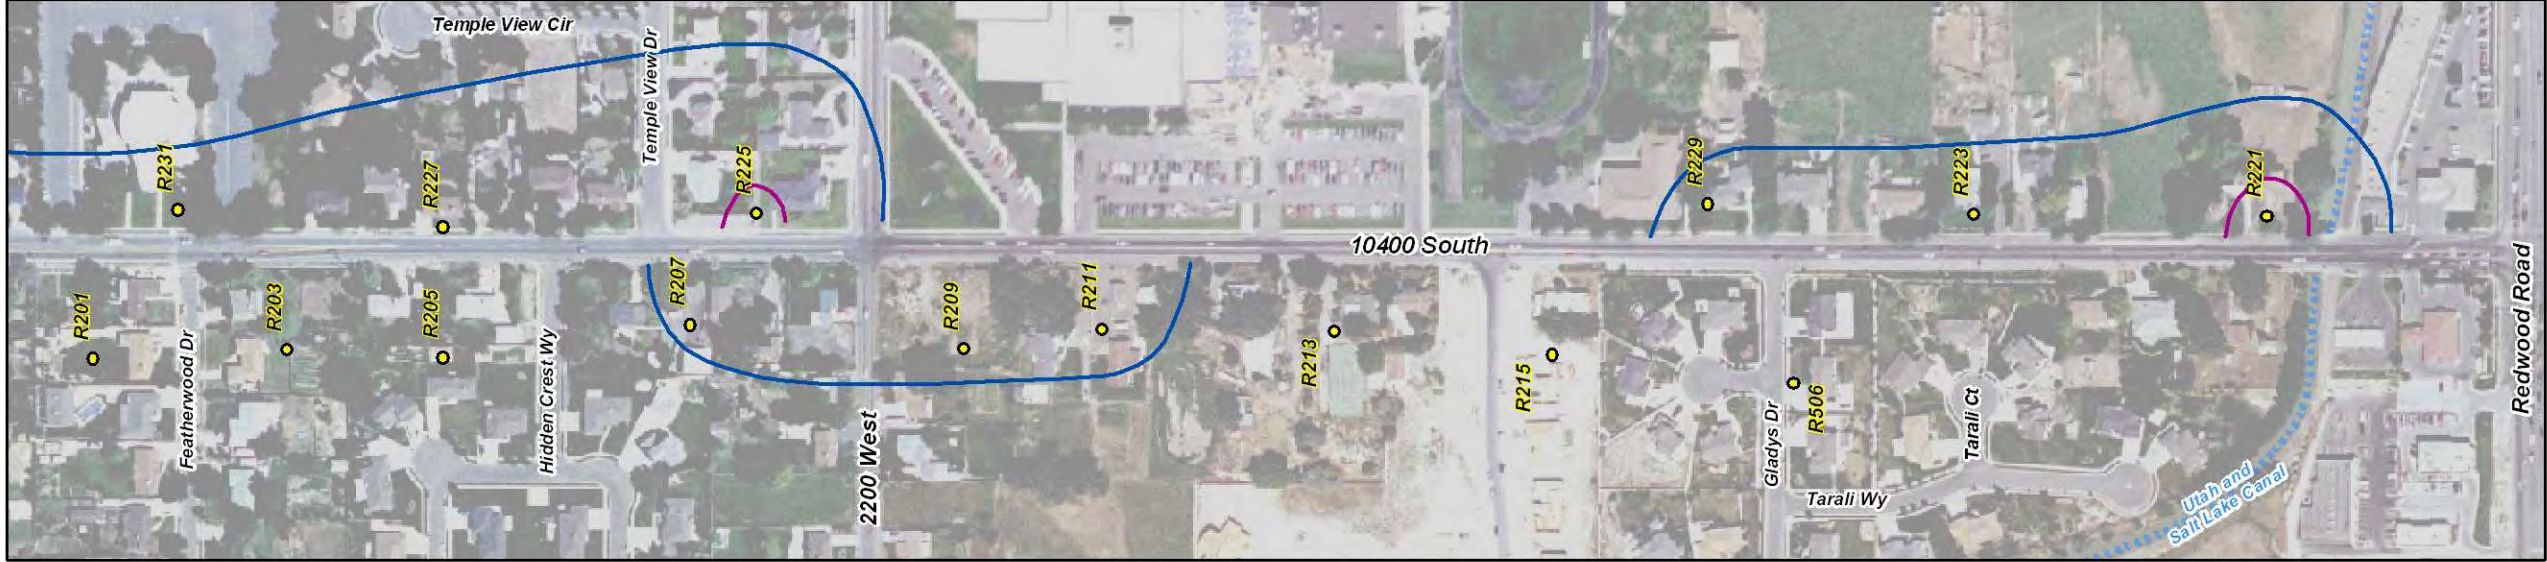 Temple View Cir
Temple View Dr
R231
R227
R225
R229
R223
R221
10400 South
Redwood Road
R201
R203
R205
R207
R209
R211
R213
R215
R506
Featherwood Dr
Hidden Crest Wy
2200 West
Gladys Dr
Tarali Ct
Tarali Wy
Utah and
Salt Lake Canal